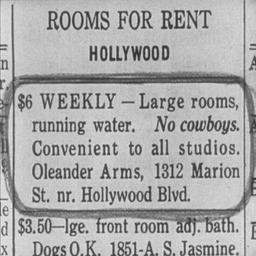 ROOMS FOR RENT
HOLLYWOOD
$6 WEEKLY — Large rooms,
running water. No cowboys.
Convenient to all studios.
Oleander Arms, 1312 Marion
St. nr. Hollywood Blvd.
$3.50—lge. front room adj. bath.
Dogs O.K. 1851-A. S. Jasmine.